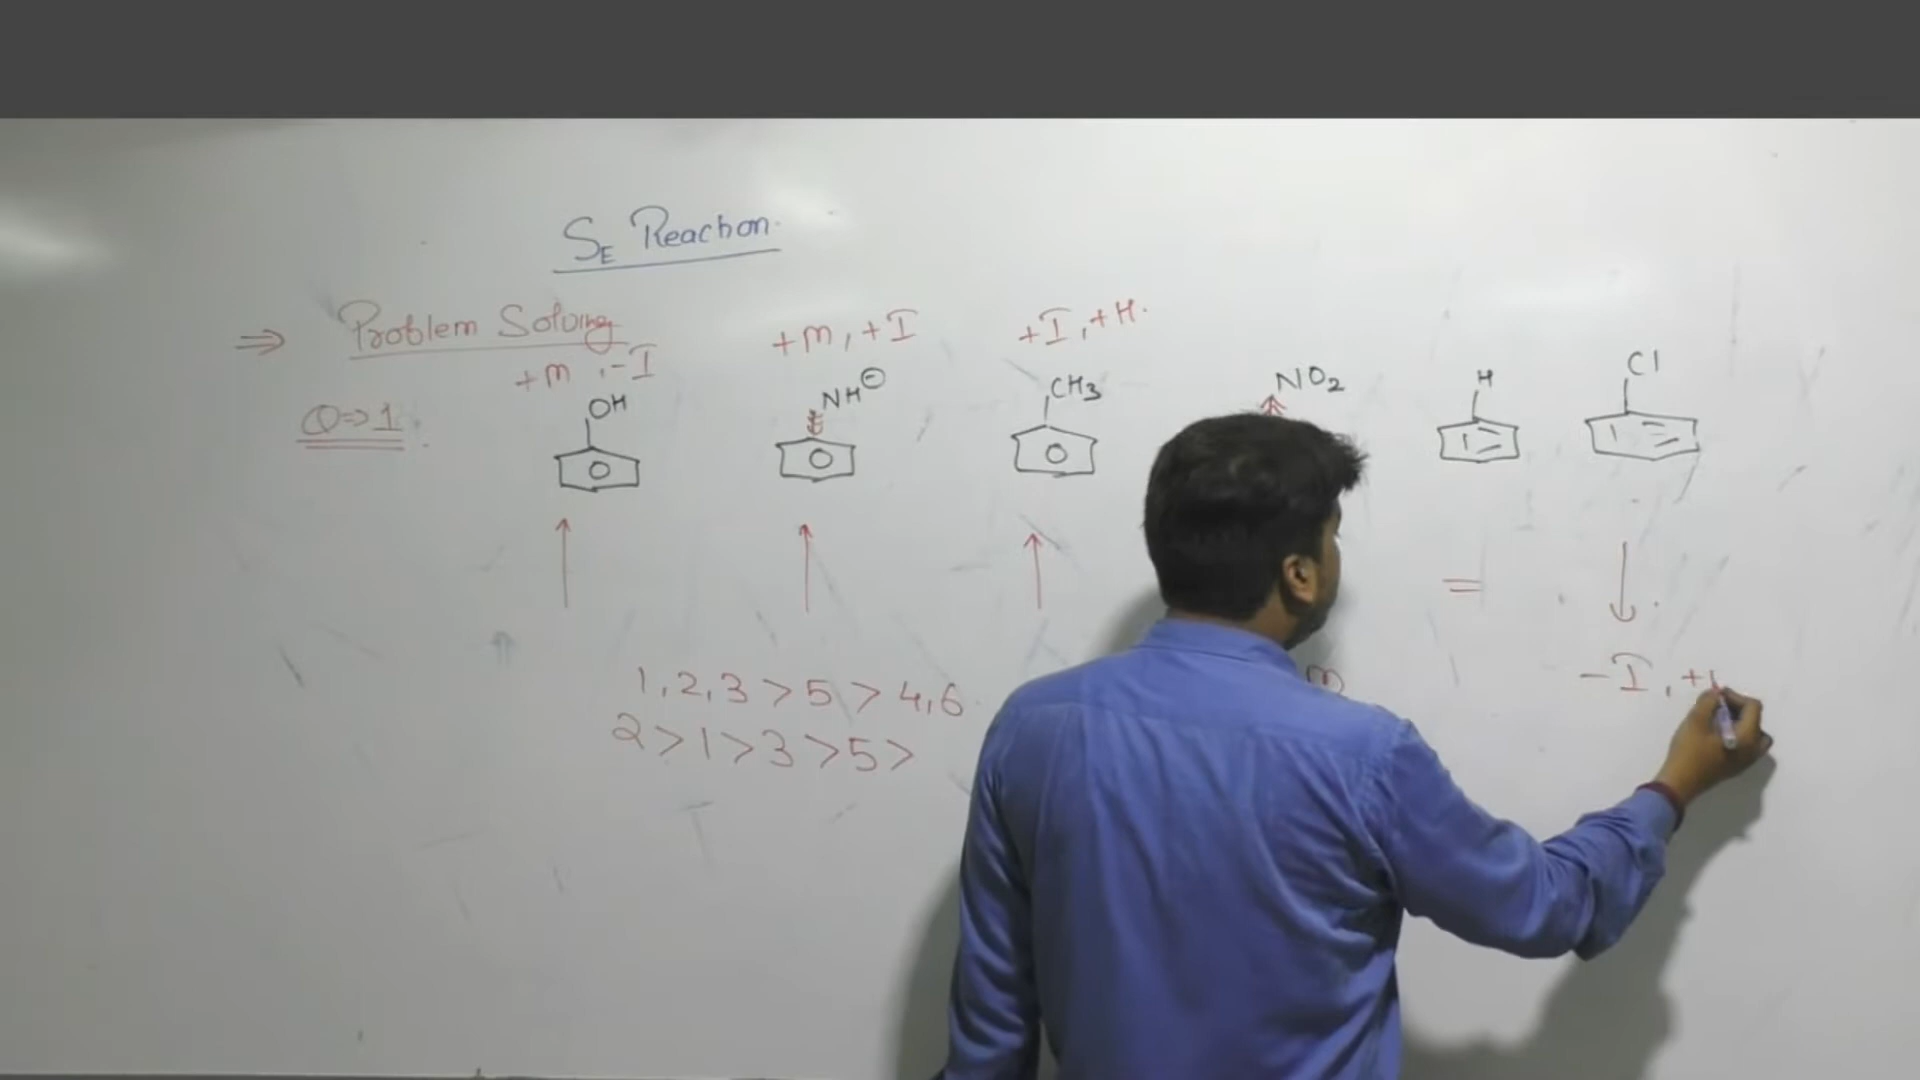 SE Reaction.
⇒ Problem Solving
+m, -I
+m, +I
+I, +H.
Q⇒1.
OH
NH⊖
CH3
NO2
H
Cl
=
m
-I, +
1,2,3 > 5 > 4,6
2 > 1 > 3 > 5 >